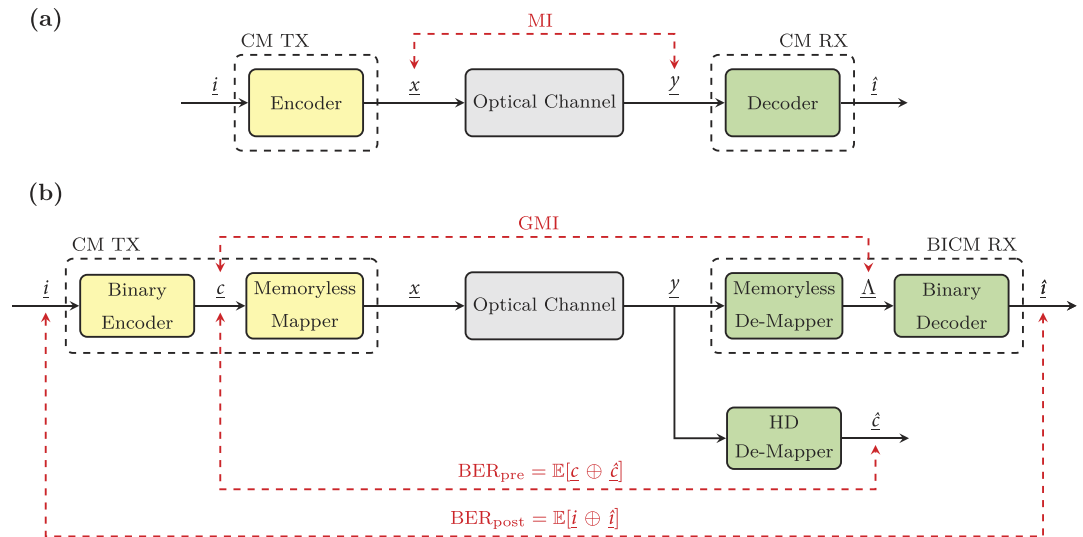 (a)
MI
CM TX
CM RX
i
Encoder
x
Optical Channel
y
Decoder
î
(b)
GMI
CM TX
BICM RX
i
Binary
Encoder
c
Memoryless
Mapper
x
Optical Channel
y
Memoryless
De-Mapper
Λ
Binary
Decoder
î
HD
De-Mapper
ĉ
BER_pre = 𝔼[c ⊕ ĉ]
BER_post = 𝔼[i ⊕ î]